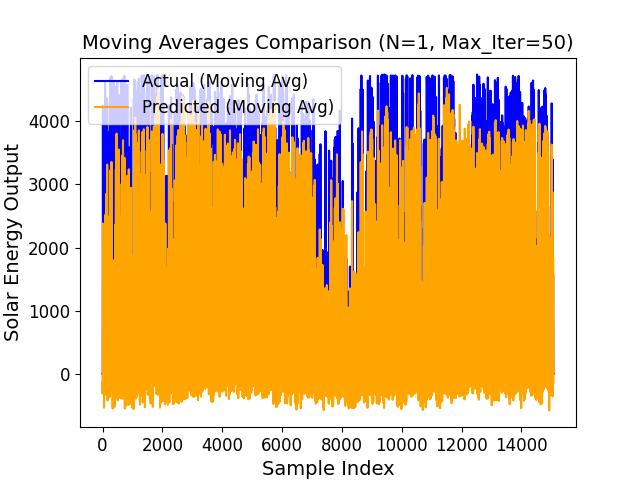 Moving Averages Comparison (N=1, Max_Iter=50)
Actual (Moving Avg)
Predicted (Moving Avg)
Solar Energy Output
4000
3000
2000
1000
0
0 2000 4000 6000 8000 10000 12000 14000
Sample Index